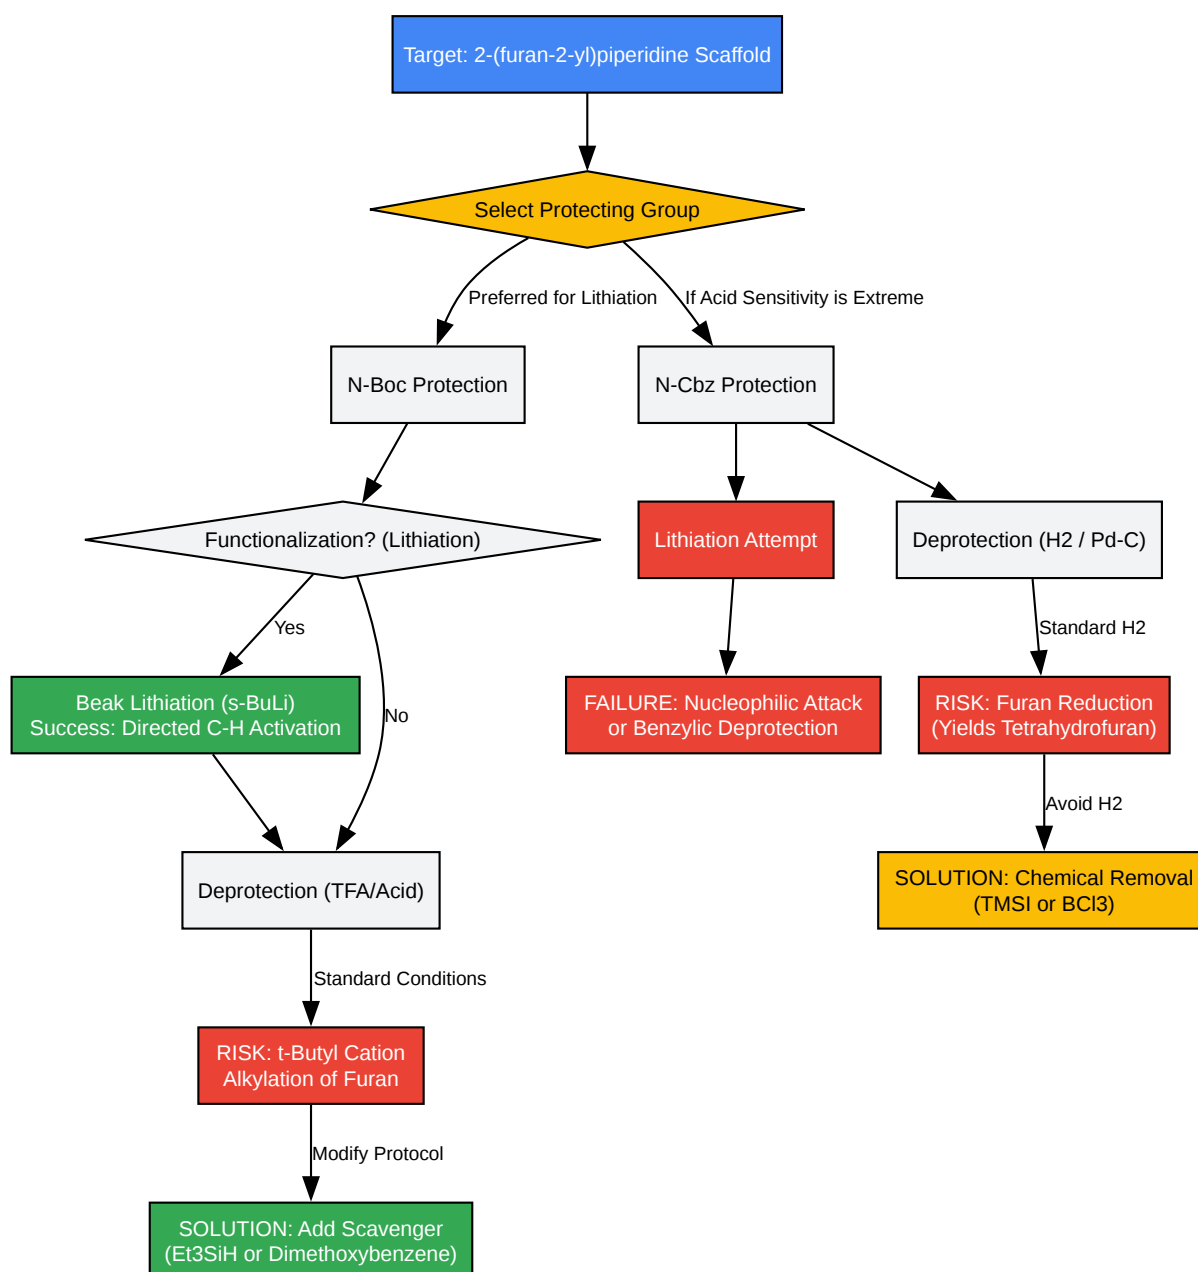 Target: 2-(furan-2-yl)piperidine Scaffold
Select Protecting Group
Preferred for Lithiation
If Acid Sensitivity is Extreme
N-Boc Protection
N-Cbz Protection
Functionalization? (Lithiation)
Lithiation Attempt
Deprotection (H2 / Pd-C)
Yes
Standard H2
Beak Lithiation (s-BuLi)
Success: Directed C-H Activation
No
FAILURE: Nucleophilic Attack
or Benzylic Deprotection
RISK: Furan Reduction
(Yields Tetrahydrofuran)
Avoid H2
Deprotection (TFA/Acid)
SOLUTION: Chemical Removal
(TMSI or BCl3)
Standard Conditions
RISK: t-Butyl Cation
Alkylation of Furan
Modify Protocol
SOLUTION: Add Scavenger
(Et3SiH or Dimethoxybenzene)